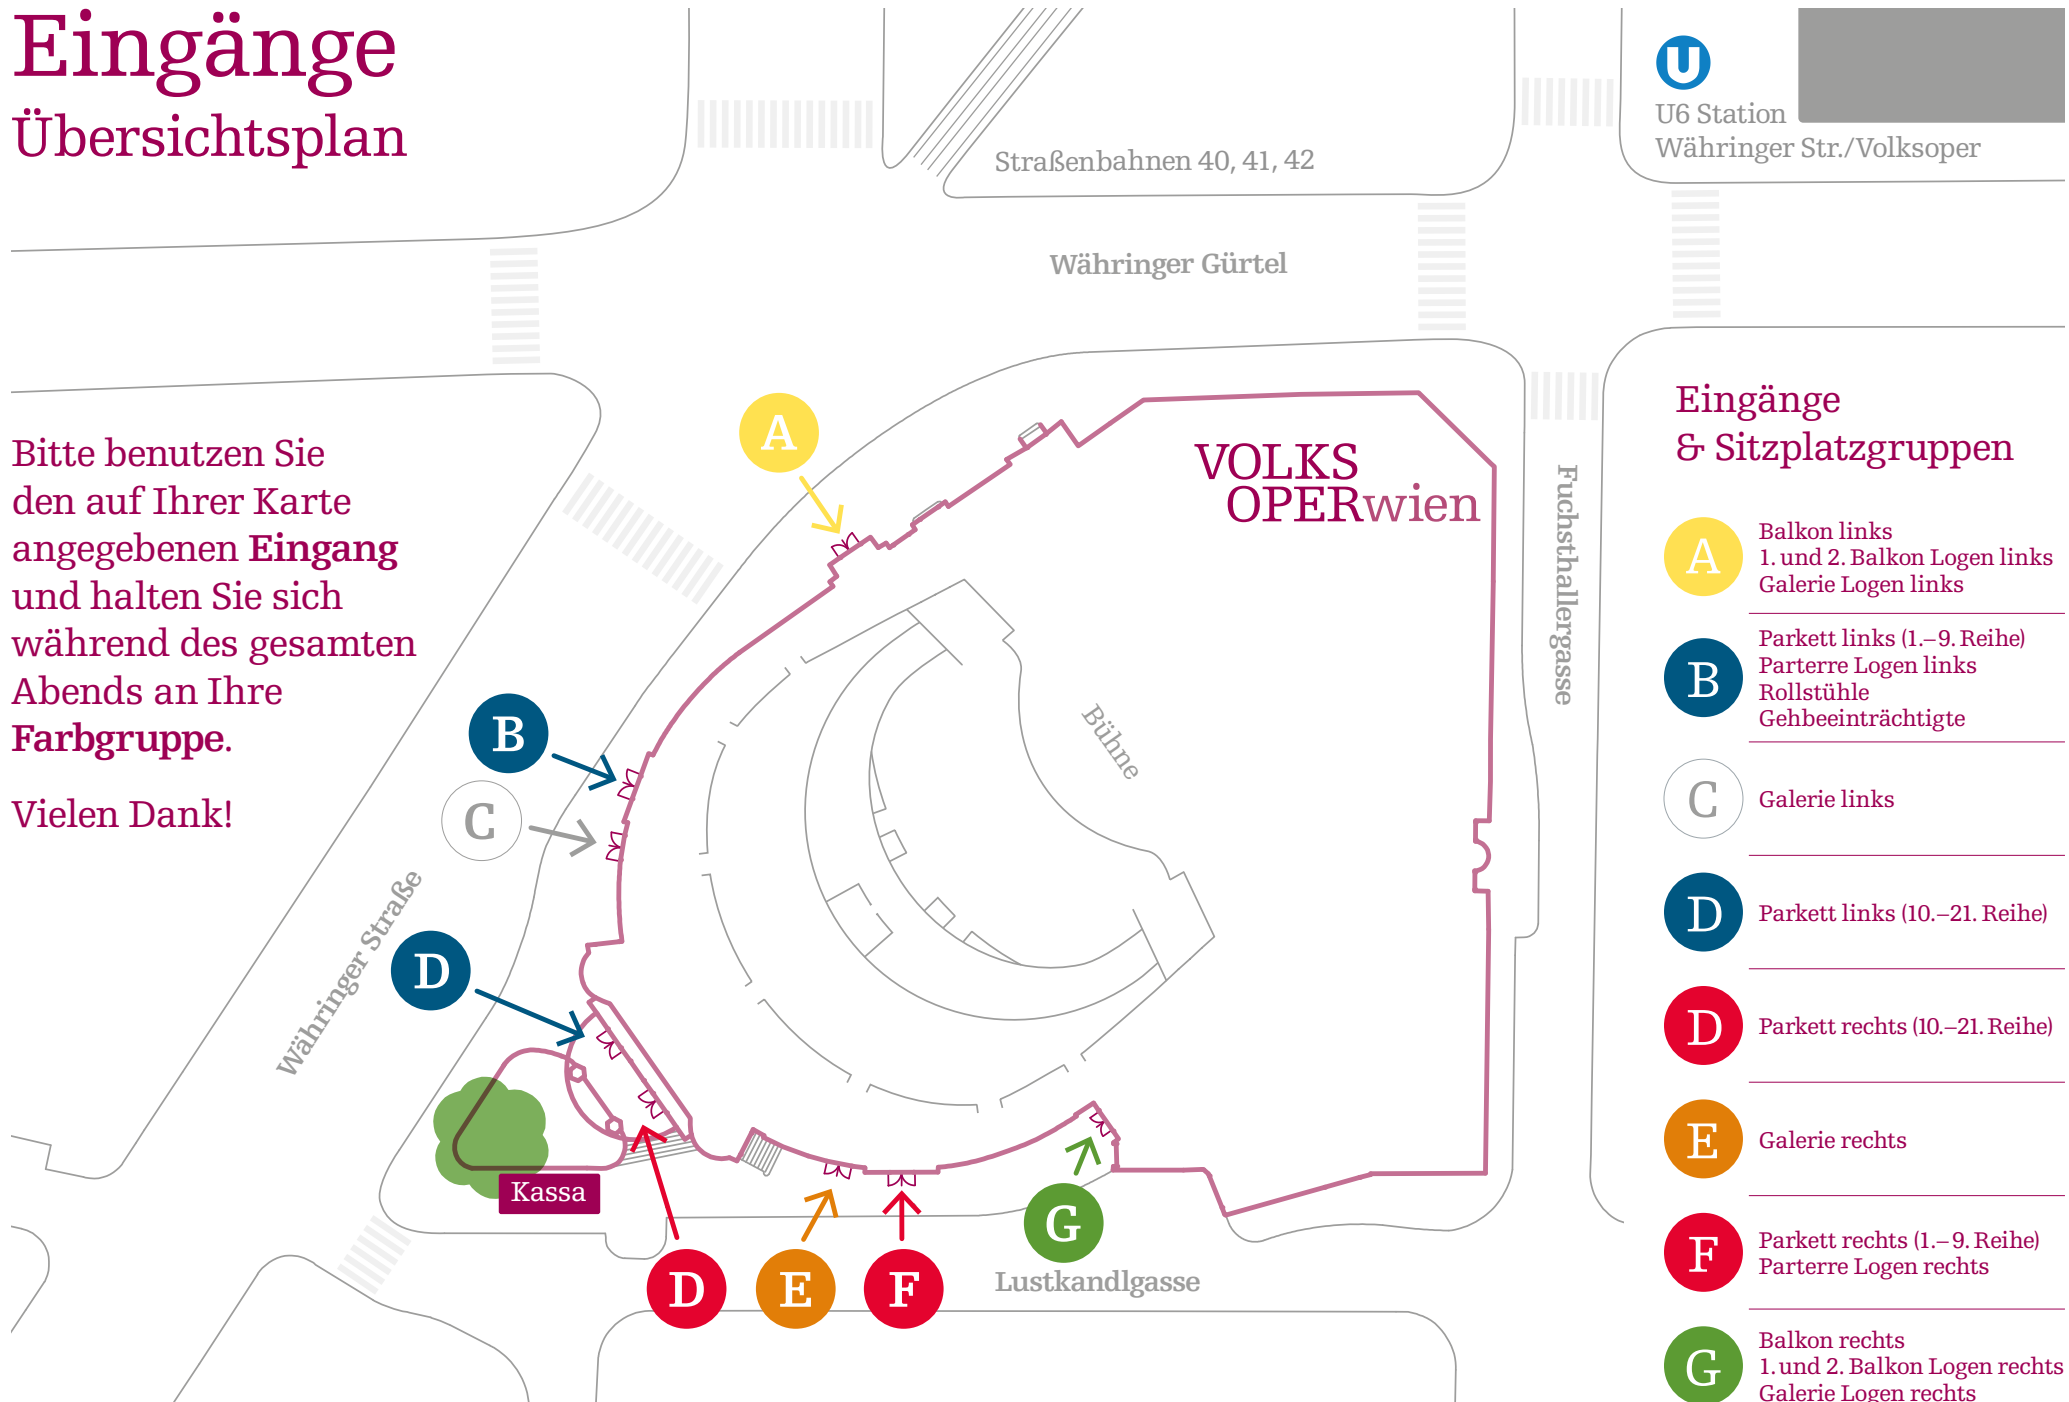 Eingänge
Übersichtsplan
U
U6 Station
Währinger Str./Volksoper
Straßenbahnen 40, 41, 42
Währinger Gürtel
Bitte benutzen Sie
den auf Ihrer Karte
angegebenen Eingang
und halten Sie sich
während des gesamten
Abends an Ihre
Farbgruppe.
Vielen Dank!
A
VOLKS
OPERwien
Fuchsthallergasse
Bühne
B
C
Währinger Straße
D
Kassa
D
E
F
G
Lustkandlgasse
Eingänge
& Sitzplatzgruppen
A
Balkon links
1. und 2. Balkon Logen links
Galerie Logen links
B
Parkett links (1.–9. Reihe)
Parterre Logen links
Rollstühle
Gehbeeinträchtigte
C
Galerie links
D
Parkett links (10.–21. Reihe)
D
Parkett rechts (10.–21. Reihe)
E
Galerie rechts
F
Parkett rechts (1.–9. Reihe)
Parterre Logen rechts
G
Balkon rechts
1. und 2. Balkon Logen rechts
Galerie Logen rechts